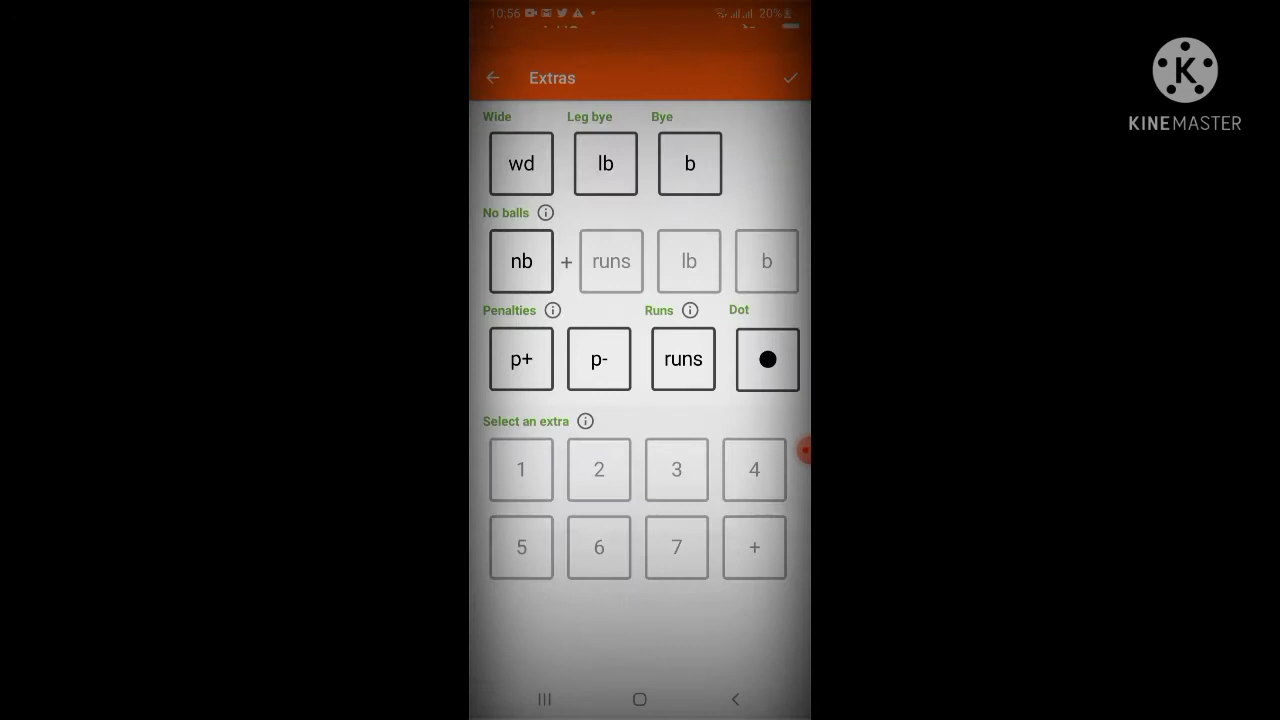 10:56 20%
Extras
Wide Leg bye Bye
wd lb b
No balls
nb + runs lb b
Penalties Runs Dot
p+ p- runs
Select an extra
1 2 3 4
5 6 7 +
K
KINEMASTER